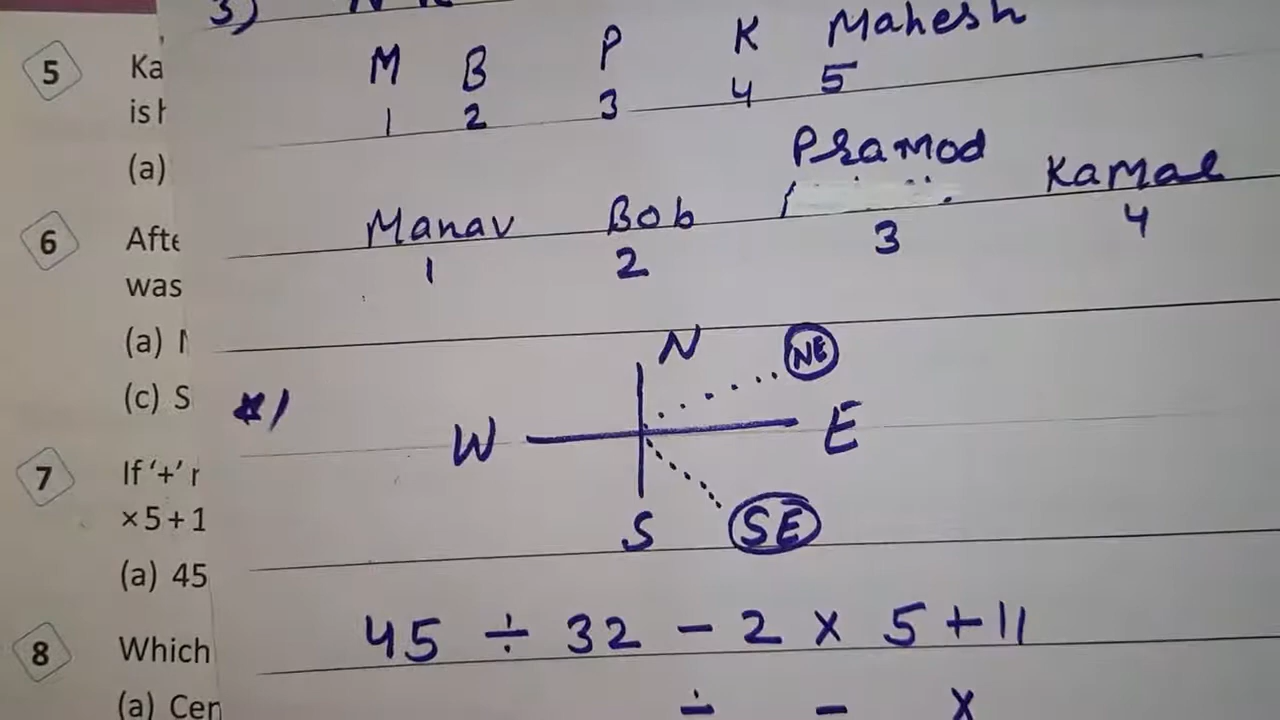 3)
M B P K Mahesh
1 2 3 4 5
Manav Bob Pramod Kamal
1 2 3 4
N NE
W E
S SE
45 ÷ 32 - 2 × 5 + 11
÷ - ×
5 Ka
is
(a)
6 Afte
was
(a)
(c) S
7 If '+'
×5+1
(a) 45
8 Which
(a) Cen